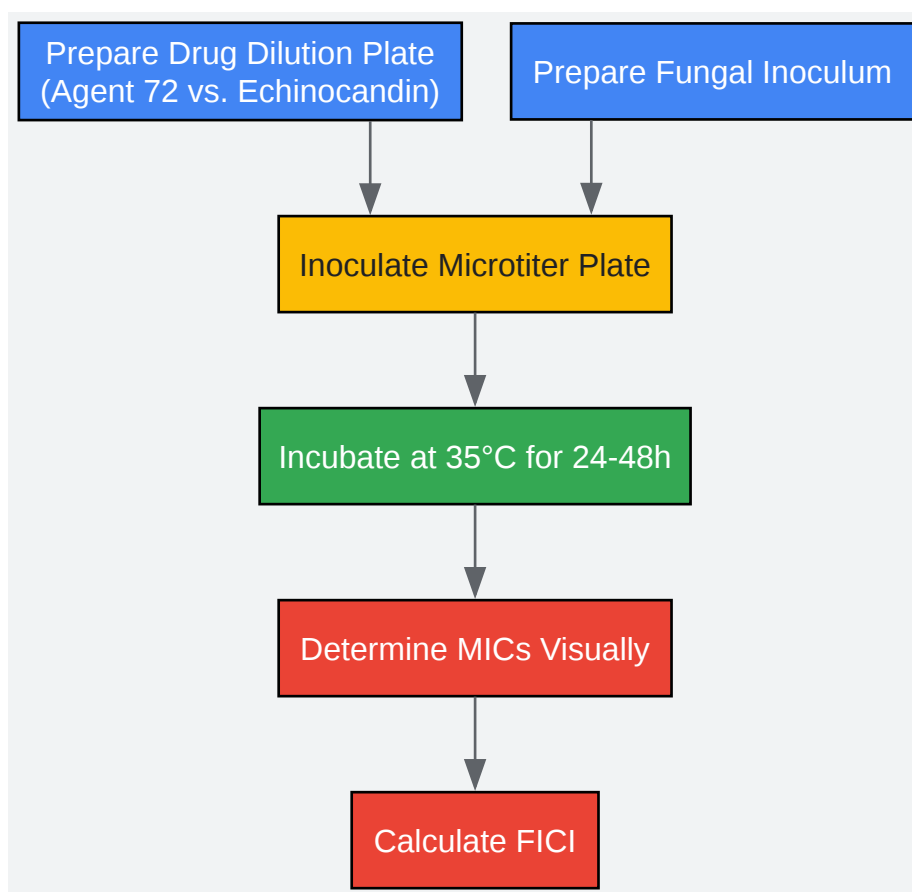 Prepare Drug Dilution Plate
(Agent 72 vs. Echinocandin)
Prepare Fungal Inoculum
Inoculate Microtiter Plate
Incubate at 35°C for 24-48h
Determine MICs Visually
Calculate FICI